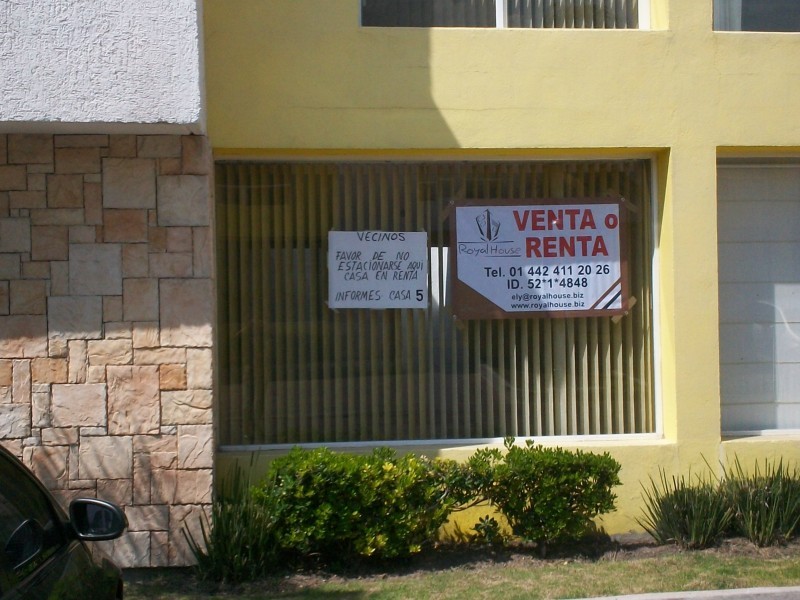 VECINOS
FAVOR DE NO
ESTACIONARSE AQUI
CASA EN RENTA
INFORMES CASA 5
Royal House
VENTA o
RENTA
Tel. 01 442 411 20 26
ID. 52*1*4848
ely@royalhouse.biz
www.royalhouse.biz